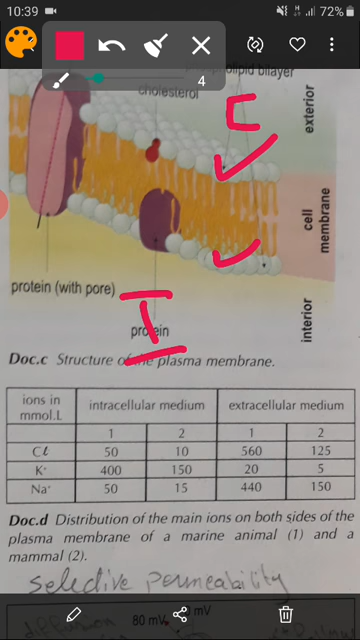 10:39
72%
4
phospholipid bilayer
cholesterol
E
exterior
cell membrane
interior
protein (with pore)
I
protein
Doc.c Structure of the plasma membrane.
ions in mmol.L intracellular medium extracellular medium
1 2 1 2
Cℓ 50 10 560 125
K⁺ 400 150 20 5
Na⁺ 50 15 440 150
Doc.d Distribution of the main ions on both sides of the
plasma membrane of a marine animal (1) and a
mammal (2).
selective permeability
80 mV mV